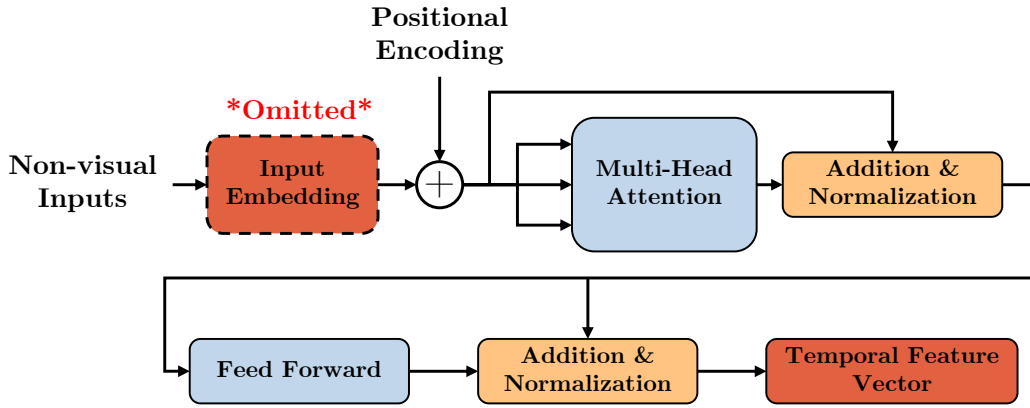 Positional
Encoding
*Omitted*
Non-visual
Inputs
Input
Embedding
+
Multi-Head
Attention
Addition &
Normalization
Feed Forward
Addition &
Normalization
Temporal Feature
Vector